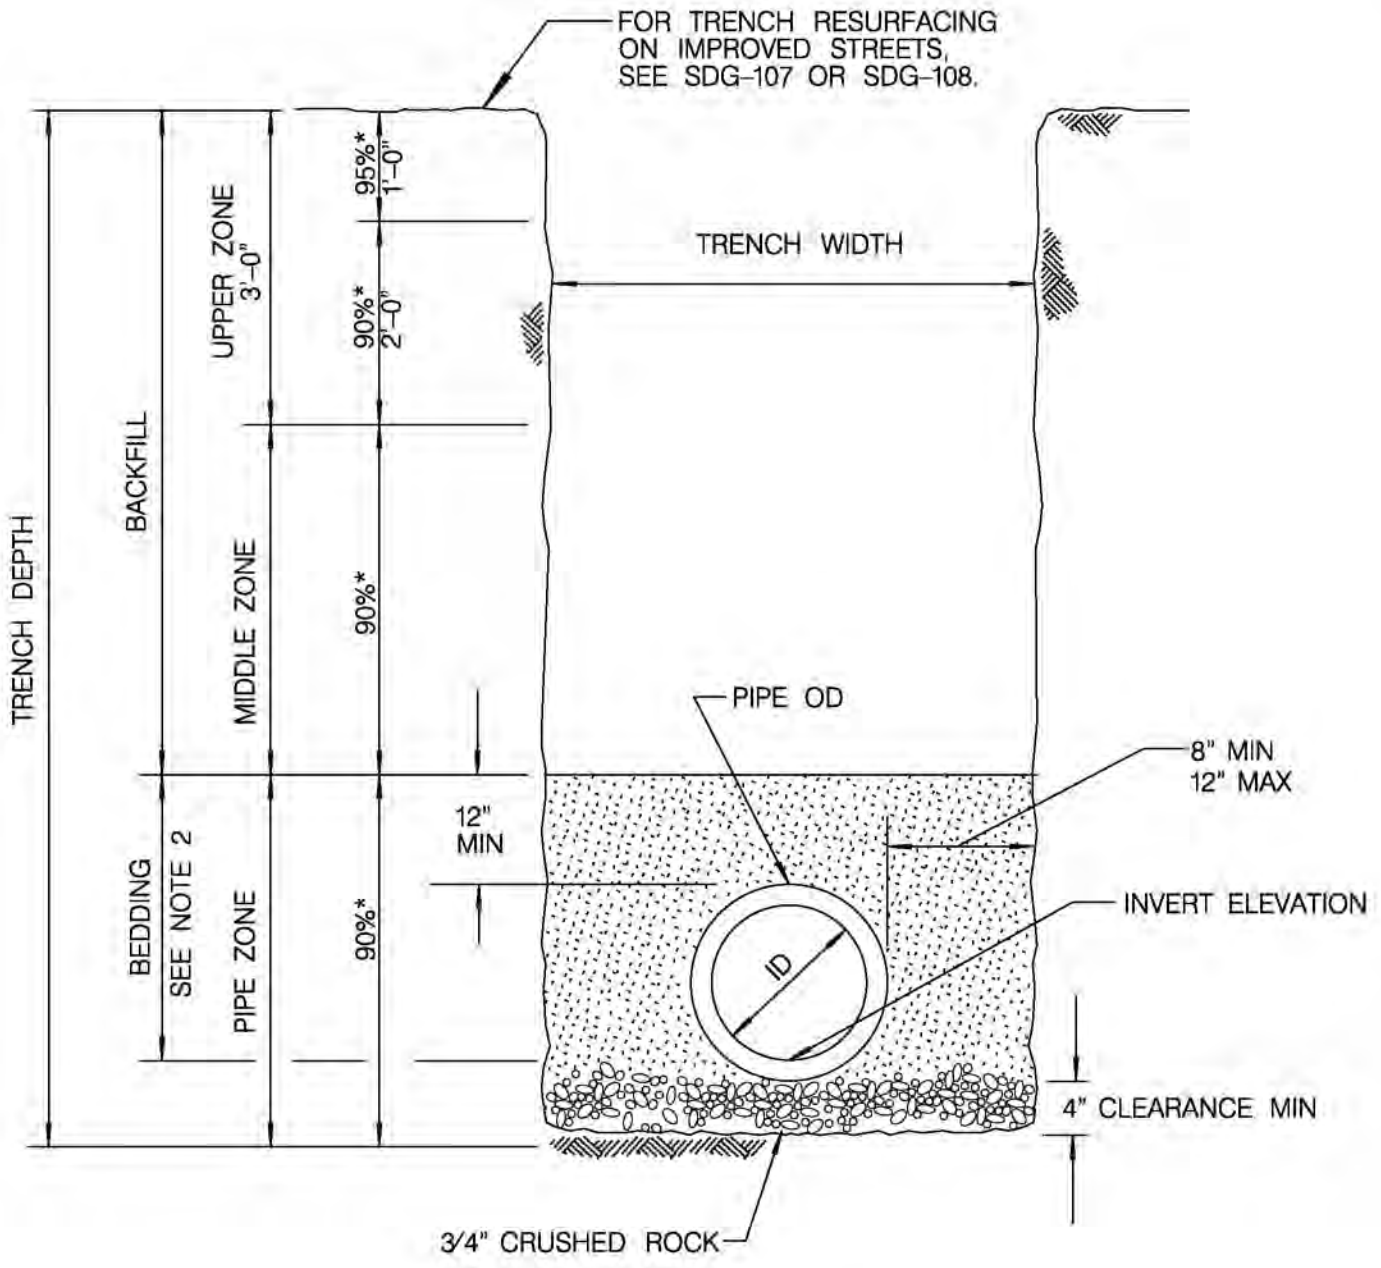 FOR TRENCH RESURFACING
ON IMPROVED STREETS,
SEE SDG-107 OR SDG-108.
95%*
1'-0"
UPPER ZONE
3'-0"
90%*
2'-0"
TRENCH WIDTH
BACKFILL
TRENCH DEPTH
MIDDLE ZONE
90%*
PIPE OD
8" MIN
12" MAX
12"
MIN
BEDDING
SEE NOTE 2
PIPE ZONE
90%*
INVERT ELEVATION
ID
4" CLEARANCE MIN
3/4" CRUSHED ROCK